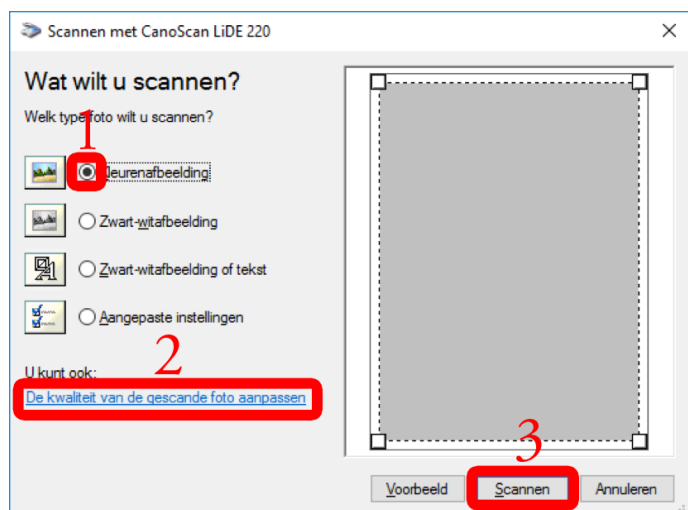 Scannen met CanoScan LiDE 220
Wat wilt u scannen?
Welk type foto wilt u scannen?
1
leurenafbeelding
Zwart-witafbeelding
Zwart-witafbeelding of tekst
Aangepaste instellingen
2
U kunt ook:
De kwaliteit van de gescande foto aanpassen
3
Voorbeeld Scannen Annuleren